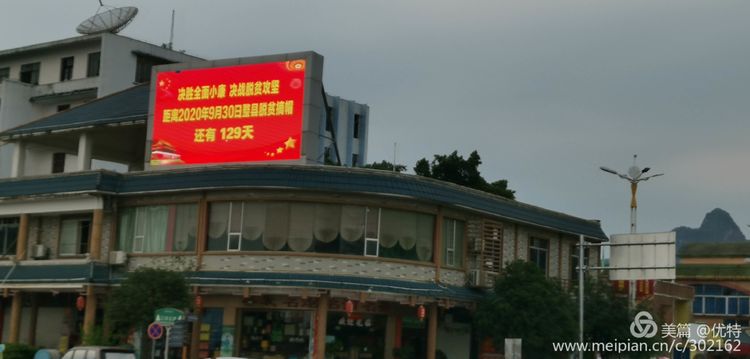 决胜全面小康 决战脱贫攻坚
距离2020年9月30日整县脱贫摘帽
还有 129天
美篇 @优特
www.meipian.cn/c/302162